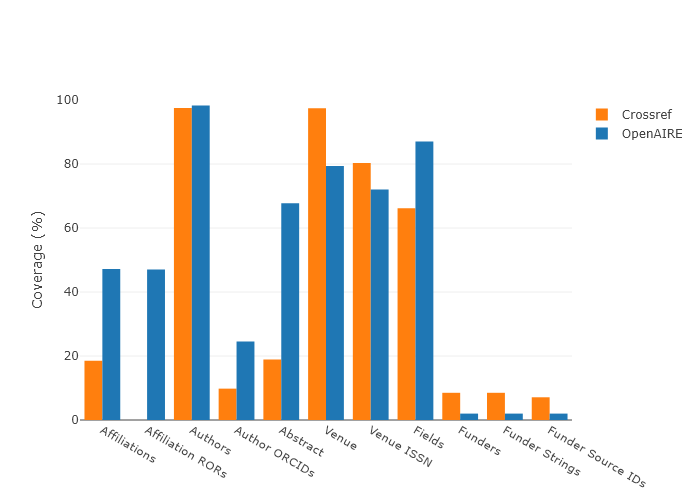 100
80
60
40
20
0
Coverage (%)
Crossref
OpenAIRE
Affiliations
Affiliation RORs
Authors
Author ORCIDs
Abstract
Venue
Venue ISSN
Fields
Funders
Funder Strings
Funder Source IDs